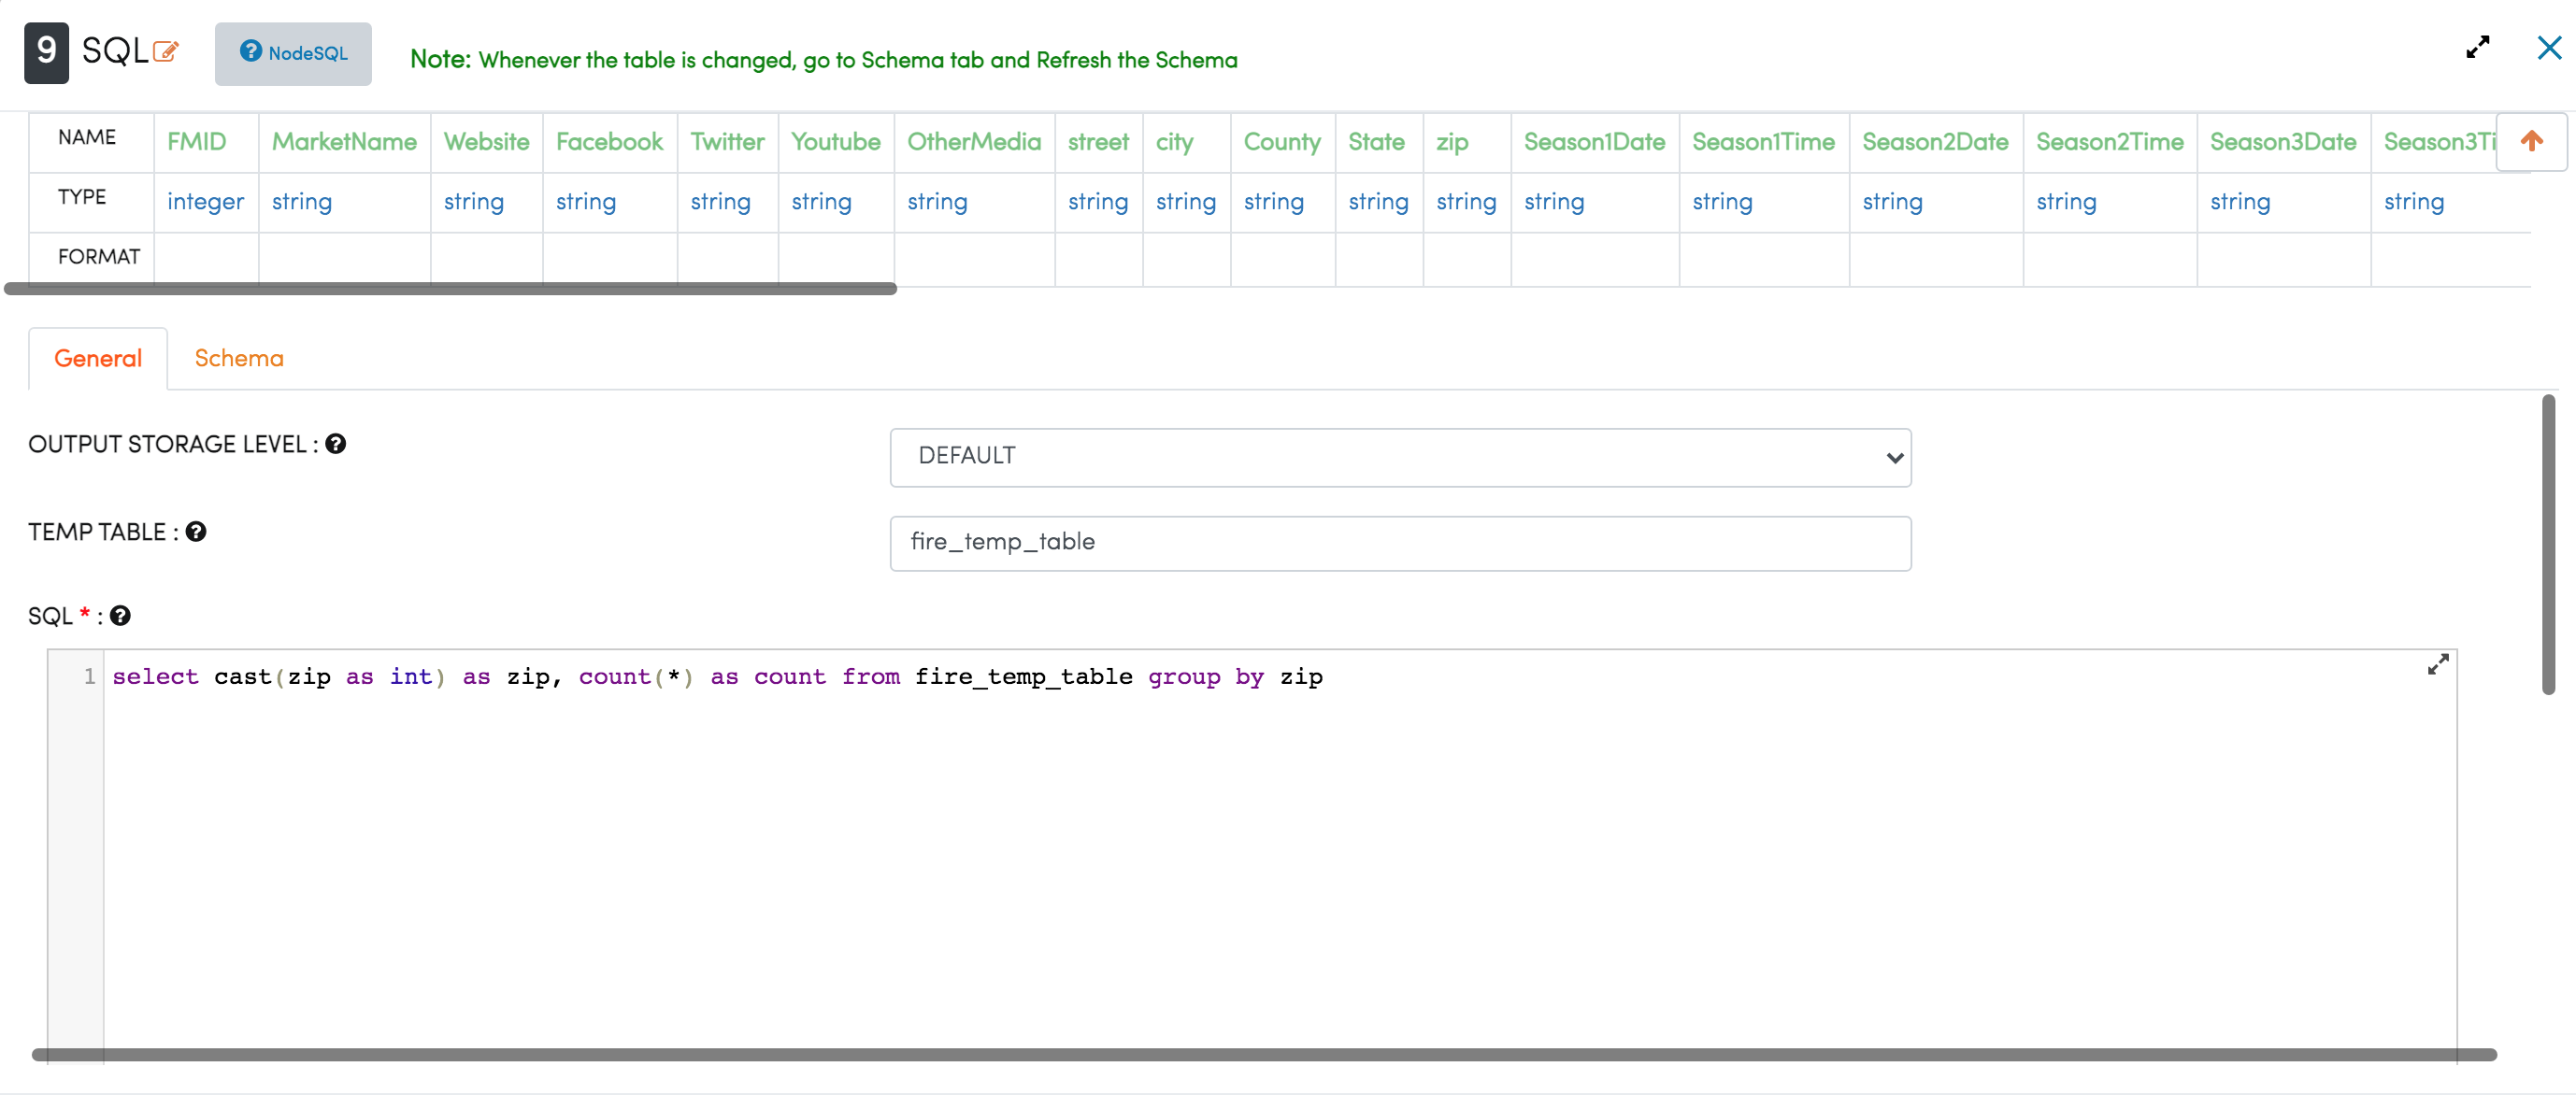 9 SQL NodeSQL Note: Whenever the table is changed, go to Schema tab and Refresh the Schema
NAME FMID MarketName Website Facebook Twitter Youtube OtherMedia street city County State zip Season1Date Season1Time Season2Date Season2Time Season3Date Season3Ti
TYPE integer string string string string string string string string string string string string string string string string string
FORMAT
General Schema
OUTPUT STORAGE LEVEL : DEFAULT
TEMP TABLE : fire_temp_table
SQL * :
1 select cast(zip as int) as zip, count(*) as count from fire_temp_table group by zip